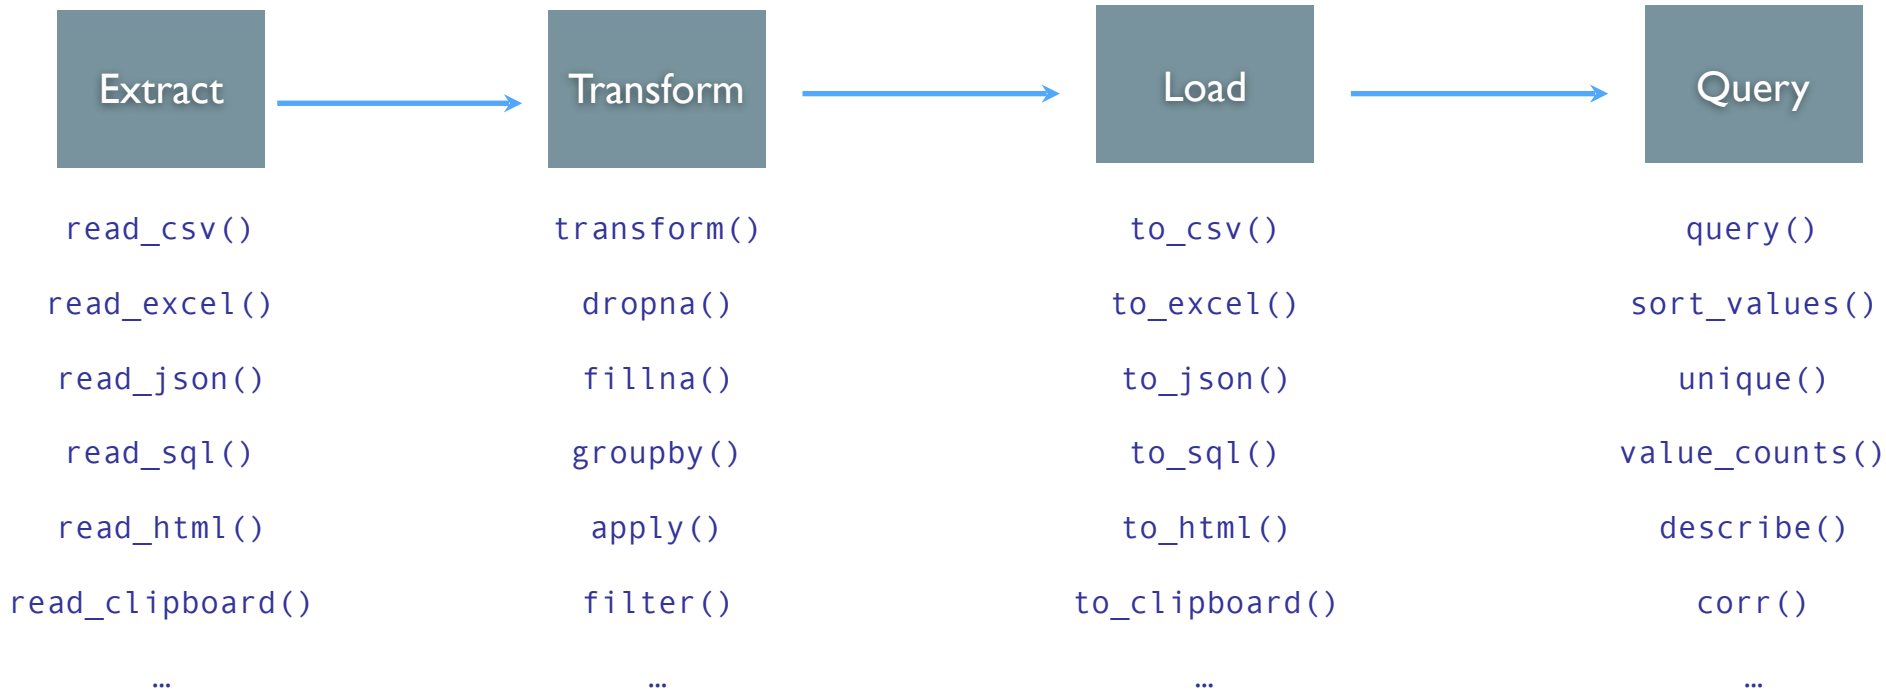 Extract
Transform
Load
Query
read_csv()
transform()
to_csv()
query()
read_excel()
dropna()
to_excel()
sort_values()
read_json()
fillna()
to_json()
unique()
read_sql()
groupby()
to_sql()
value_counts()
read_html()
apply()
to_html()
describe()
read_clipboard()
filter()
to_clipboard()
corr()
…
…
…
…